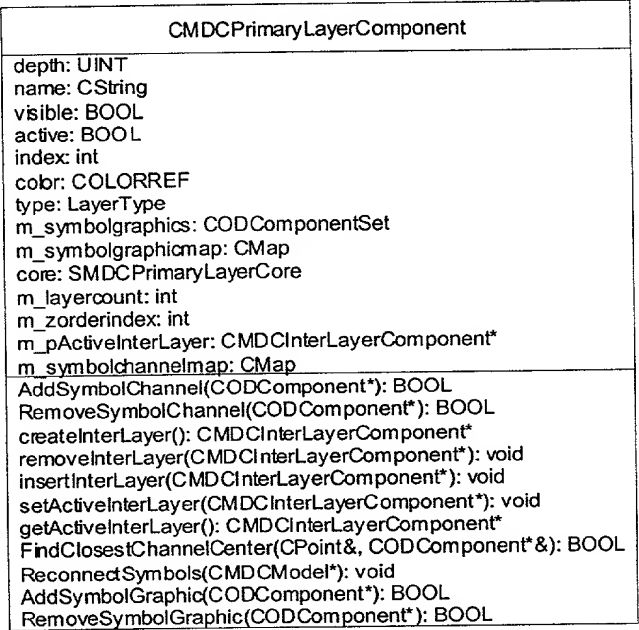 CMDCPrimaryLayerComponent
depth: UINT
name: CString
visible: BOOL
active: BOOL
index: int
color: COLORREF
type: LayerType
m_symbolgraphics: CODComponentSet
m_symbolgraphicmap: CMap
core: SMDCPrimaryLayerCore
m_layercount: int
m_zorderindex: int
m_pActiveInterLayer: CMDCInterLayerComponent*
m_symbolchannelmap: CMap
AddSymbolChannel(CODComponent*): BOOL
RemoveSymbolChannel(CODComponent*): BOOL
createInterLayer(): CMDCInterLayerComponent*
removeInterLayer(CMDCInterLayerComponent*): void
insertInterLayer(CMDCInterLayerComponent*): void
setActiveInterLayer(CMDCInterLayerComponent*): void
getActiveInterLayer(): CMDCInterLayerComponent*
FindClosestChannelCenter(CPoint&, CODComponent*&): BOOL
ReconnectSymbols(CMDCModel*): void
AddSymbolGraphic(CODComponent*): BOOL
RemoveSymbolGraphic(CODComponent*): BOOL